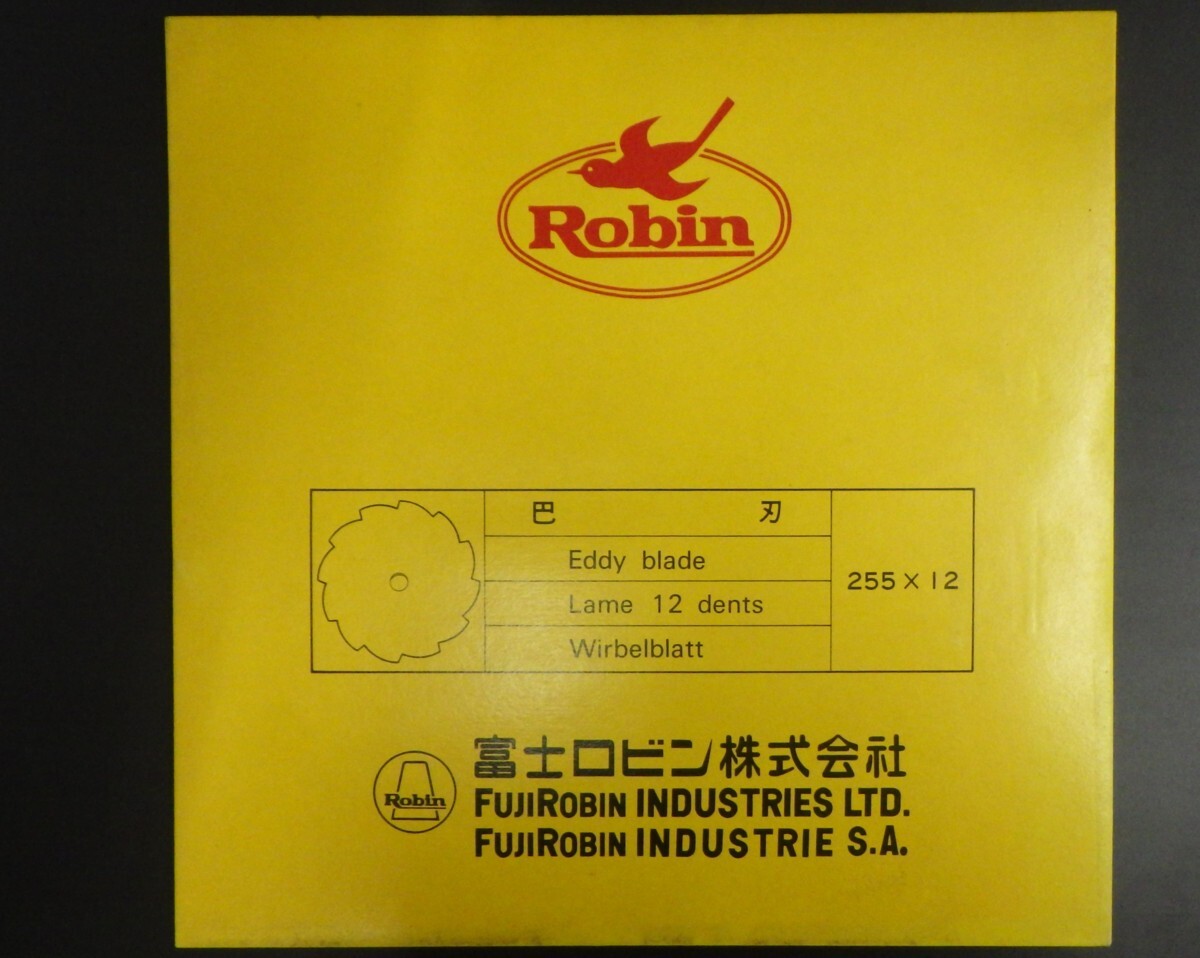 Robin
巴 刃
Eddy blade
Lame 12 dents
Wirbelblatt
255 × 12
富士ロビン株式会社
Robin
FUJIROBIN INDUSTRIES LTD.
FUJIROBIN INDUSTRIE S.A.